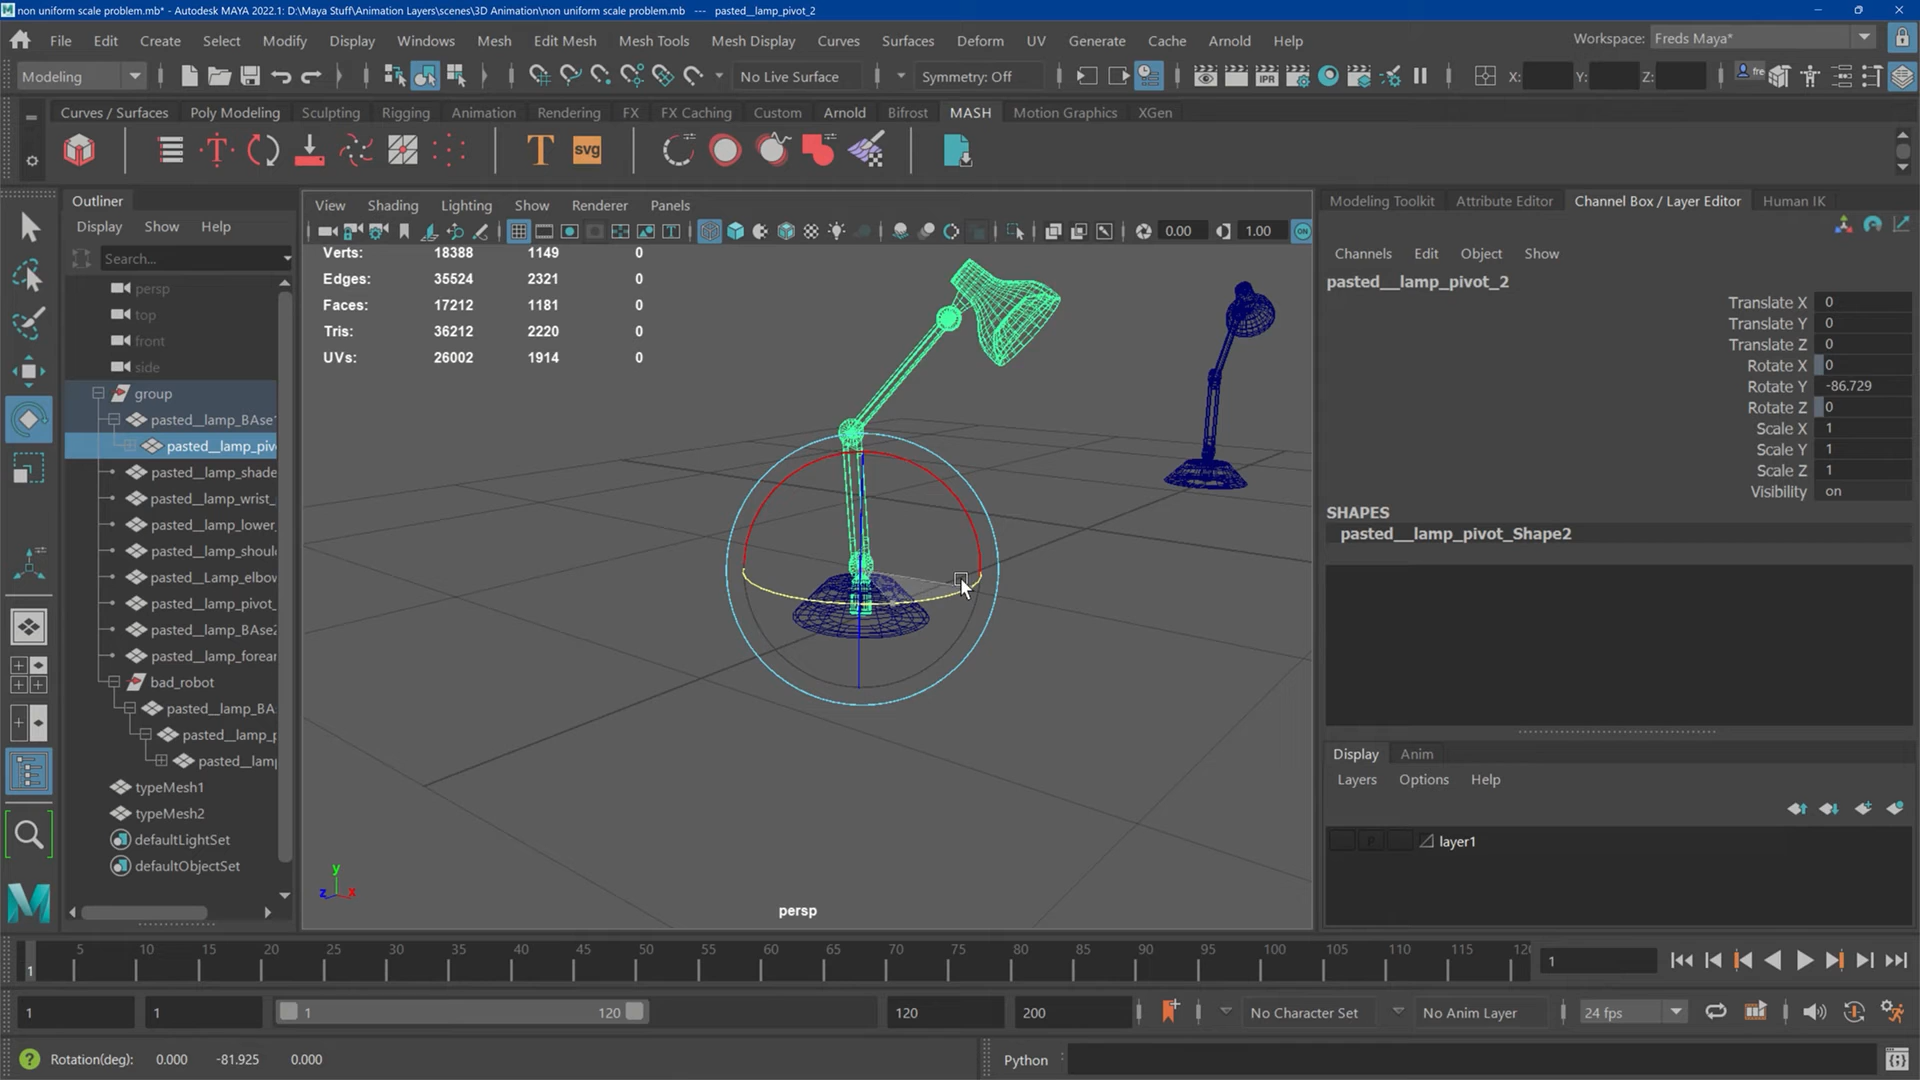 non uniform scale problem.mb* - Autodesk MAYA 2022.1: D:\Maya Stuff\Animation Layers\scenes\3D Animation\non uniform scale problem.mb --- pasted__lamp_pivot_2
File Edit Create Select Modify Display Windows Mesh Edit Mesh Mesh Tools Mesh Display Curves Surfaces Deform UV Generate Cache Arnold Help
Workspace: Freds Maya*
Modeling
No Live Surface
Symmetry: Off
IPR
X:
Y:
Z:
fre
Curves / Surfaces Poly Modeling Sculpting Rigging Animation Rendering FX FX Caching Custom Arnold Bifrost MASH Motion Graphics XGen
T
T
svg
Outliner
Display Show Help
Search...
persp
top
front
side
group
pasted__lamp_BAse
pasted__lamp_piv
pasted__lamp_shade
pasted__lamp_wrist_
pasted__lamp_lower_
pasted__lamp_shoul
pasted__Lamp_elbow
pasted__lamp_pivot_
pasted__lamp_BAse2
pasted__lamp_forear
bad_robot
pasted__lamp_BA
pasted__lamp_p
pasted__lamp
typeMesh1
typeMesh2
defaultLightSet
defaultObjectSet
View Shading Lighting Show Renderer Panels
0.00
1.00
Verts: 18388 1149 0
Edges: 35524 2321 0
Faces: 17212 1181 0
Tris: 36212 2220 0
UVs: 26002 1914 0
y
z
x
persp
Modeling Toolkit Attribute Editor Channel Box / Layer Editor Human IK
Channels Edit Object Show
pasted__lamp_pivot_2
Translate X 0
Translate Y 0
Translate Z 0
Rotate X 0
Rotate Y -86.729
Rotate Z 0
Scale X 1
Scale Y 1
Scale Z 1
Visibility on
SHAPES
pasted__lamp_pivot_Shape2
Display Anim
Layers Options Help
P
layer1
5 10 15 20 25 30 35 40 45 50 55 60 65 70 75 80 85 90 95 100 105 110 115 120
1
1
1
1
1
120
120
200
No Character Set
No Anim Layer
24 fps
Rotation(deg): 0.000 -81.925 0.000
Python